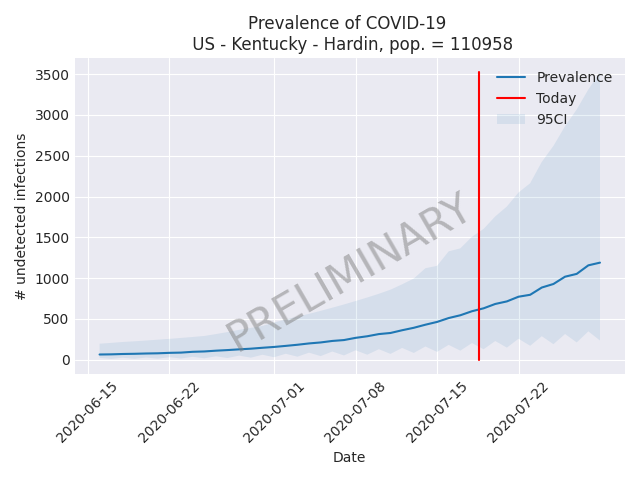 Prevalence of COVID-19
US - Kentucky - Hardin, pop. = 110958
# undetected infections
3500
3000
2500
2000
1500
1000
500
0
Prevalence
Today
95CI
PRELIMINARY
2020-06-15
2020-06-22
2020-07-01
2020-07-08
2020-07-15
2020-07-22
Date